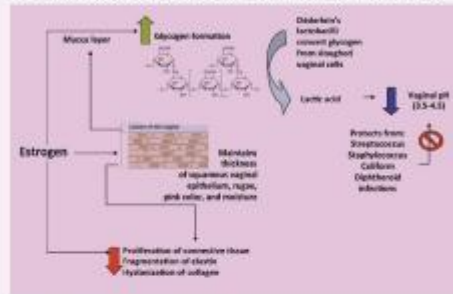 Glycogen formation
Mucus layer
Döderlein's
lactobacilli
convert glycogen
from sloughed
vaginal cells
Lactic acid
Vaginal pH
(3.5-4.5)
Protects from:
Streptococcus
Staphylococcus
Coliform
Diphtheroid
infections
Estrogen
Maintains
thickness
of squamous vaginal
epithelium, rugae,
pink color, and moisture
Proliferation of connective tissue
Fragmentation of elastin
Hyalinization of collagen